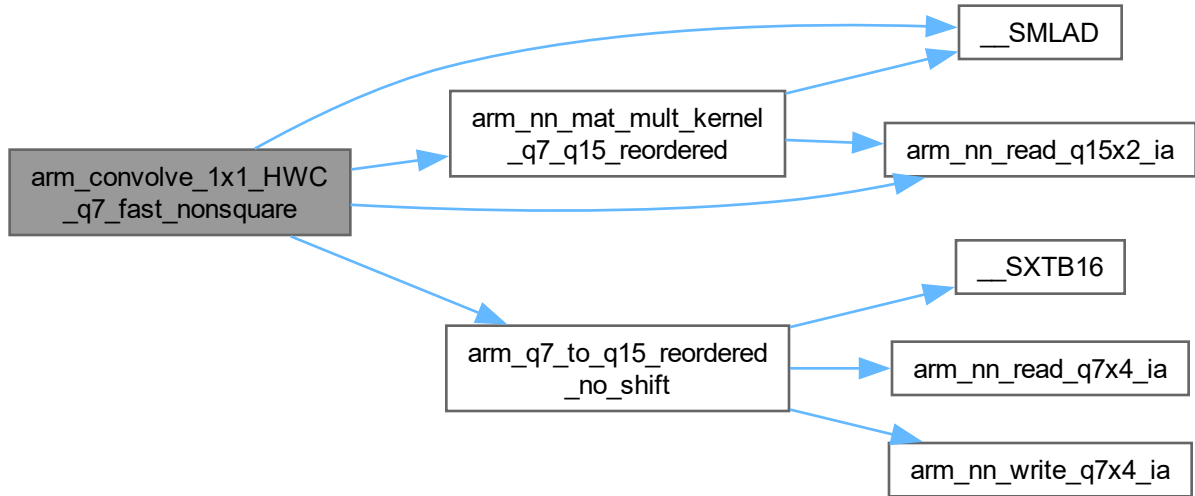 __SMLAD
arm_nn_mat_mult_kernel
_q7_q15_reordered
arm_nn_read_q15x2_ia
arm_convolve_1x1_HWC
_q7_fast_nonsquare
__SXTB16
arm_q7_to_q15_reordered
_no_shift
arm_nn_read_q7x4_ia
arm_nn_write_q7x4_ia